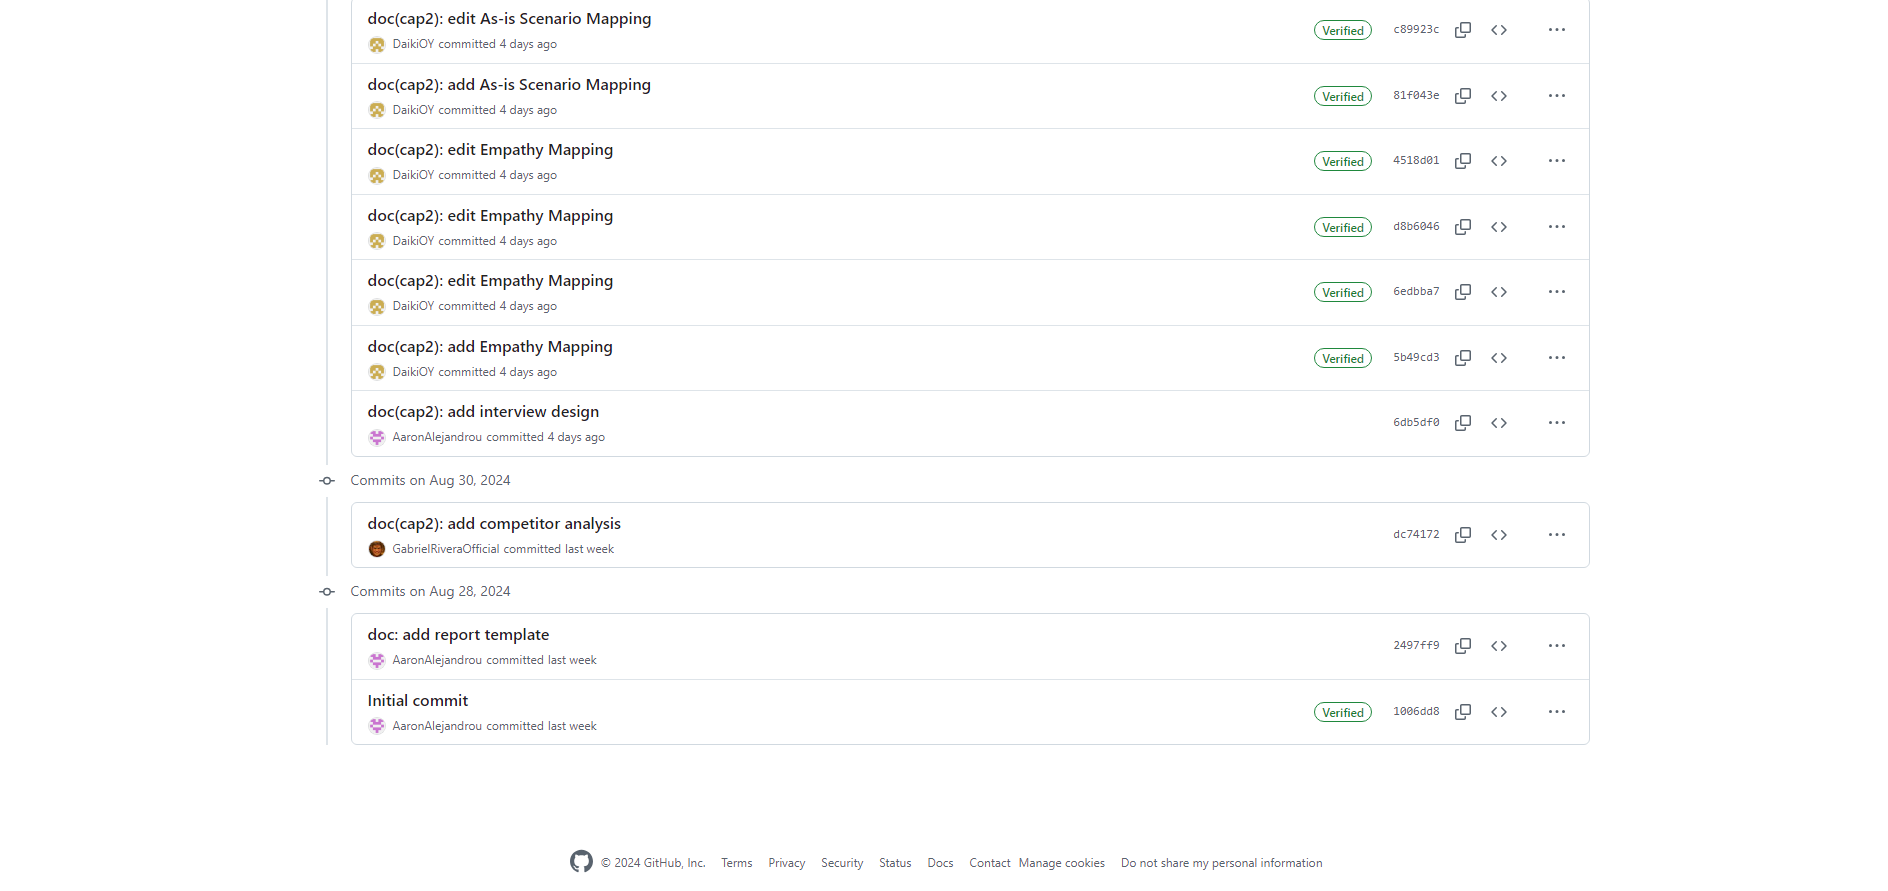 doc(cap2): edit As-is Scenario Mapping
DaikiOY committed 4 days ago
Verified c89923c
doc(cap2): add As-is Scenario Mapping
DaikiOY committed 4 days ago
Verified 81f043e
doc(cap2): edit Empathy Mapping
DaikiOY committed 4 days ago
Verified 4518d01
doc(cap2): edit Empathy Mapping
DaikiOY committed 4 days ago
Verified d8b6046
doc(cap2): edit Empathy Mapping
DaikiOY committed 4 days ago
Verified 6edbba7
doc(cap2): add Empathy Mapping
DaikiOY committed 4 days ago
Verified 5b49cd3
doc(cap2): add interview design
AaronAlejandrou committed 4 days ago
6db5df0
Commits on Aug 30, 2024
doc(cap2): add competitor analysis
GabrielRiveraOfficial committed last week
dc74172
Commits on Aug 28, 2024
doc: add report template
AaronAlejandrou committed last week
2497ff9
Initial commit
AaronAlejandrou committed last week
Verified 1006dd8
© 2024 GitHub, Inc. Terms Privacy Security Status Docs Contact Manage cookies Do not share my personal information